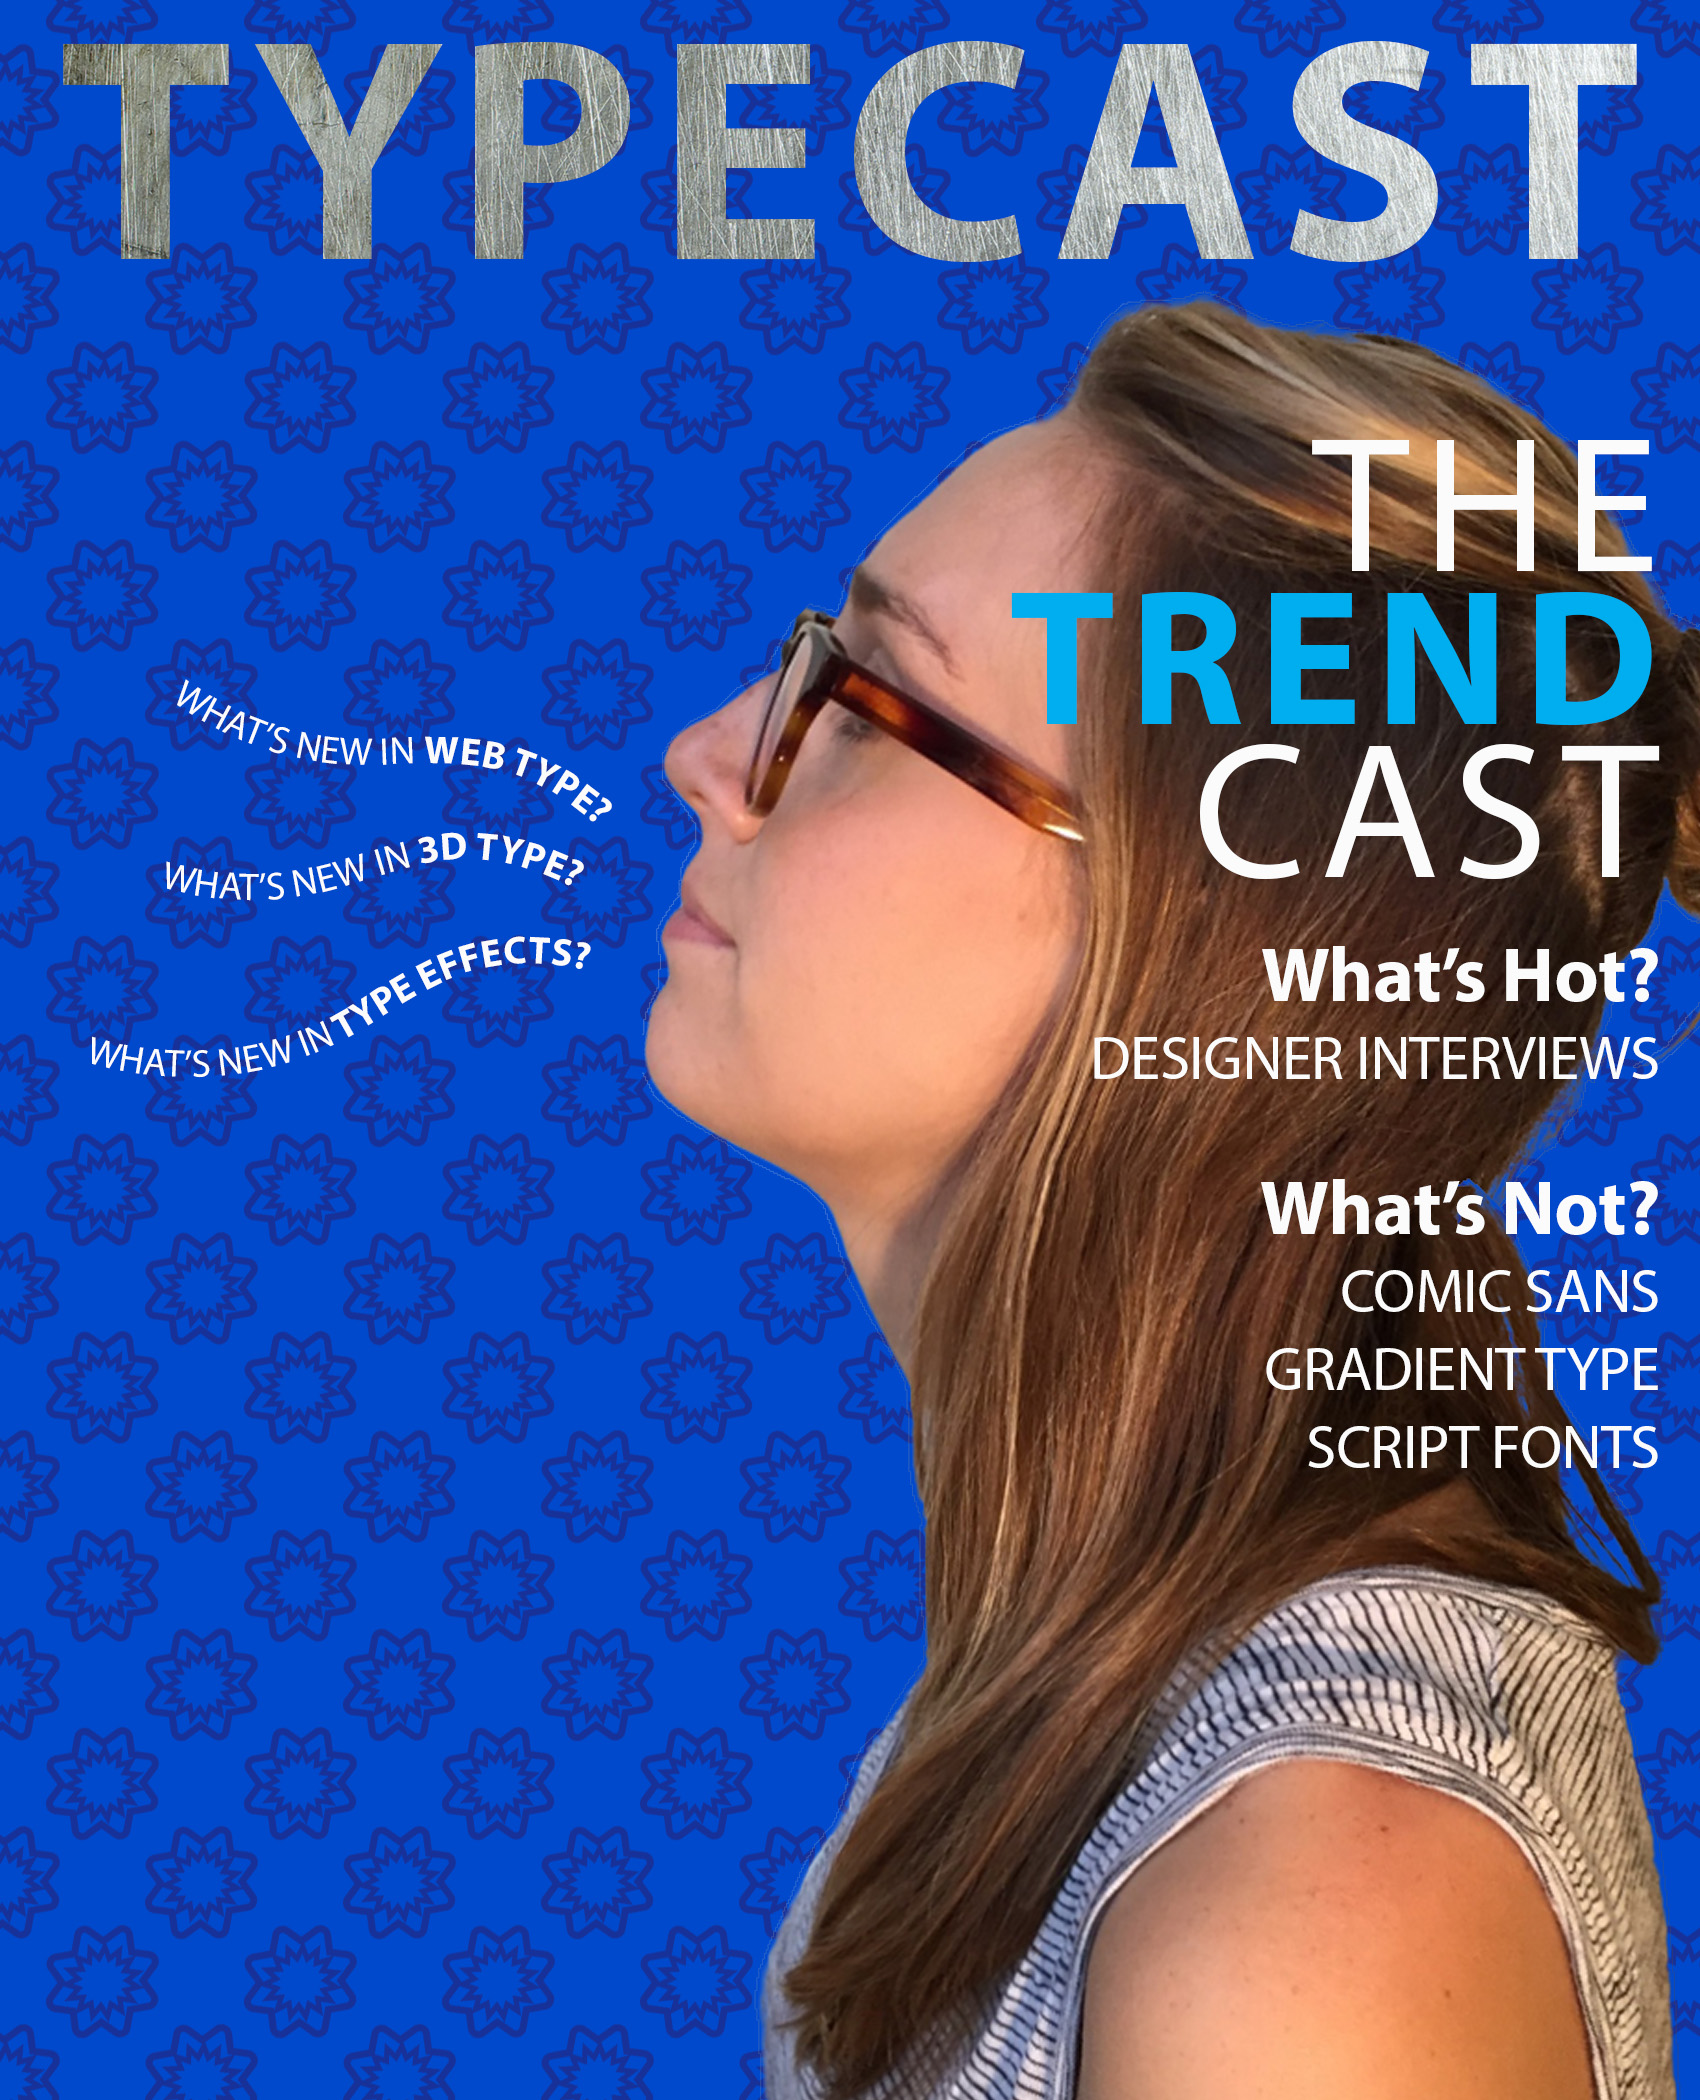 TYPECAST
THE
TREND
CAST
WHAT'S NEW IN WEB TYPE?
WHAT'S NEW IN 3D TYPE?
WHAT'S NEW IN TYPE EFFECTS?
What's Hot?
DESIGNER INTERVIEWS
What's Not?
COMIC SANS
GRADIENT TYPE
SCRIPT FONTS